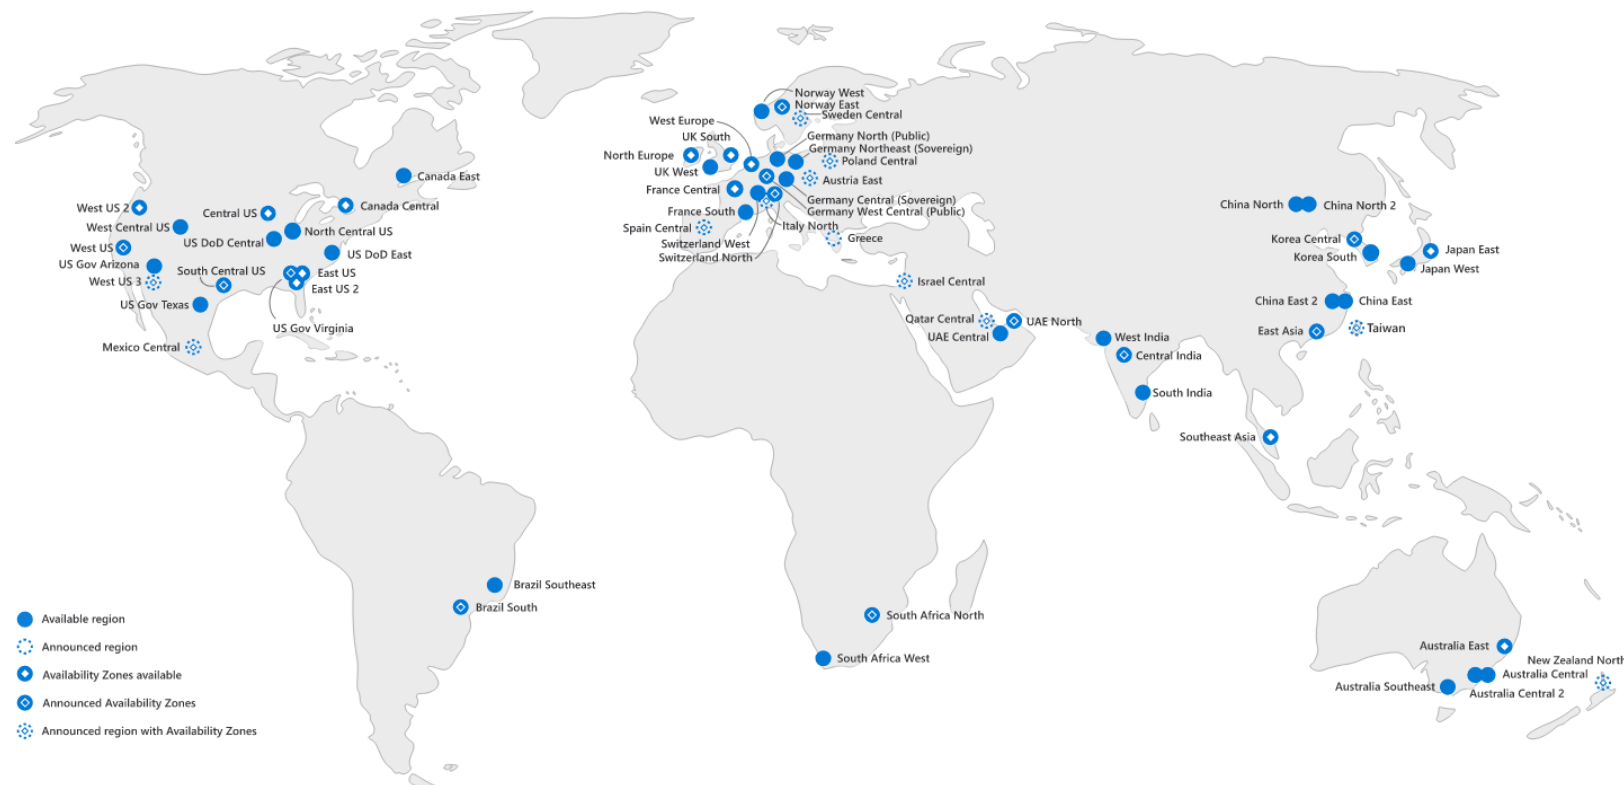 Norway West
Norway East
Sweden Central
West Europe
UK South
Germany North (Public)
Germany Northeast (Sovereign)
North Europe
Poland Central
UK West
Austria East
France Central
Germany Central (Sovereign)
Germany West Central (Public)
France South
Italy North
Spain Central
Switzerland West
Switzerland North
Greece
Israel Central
Qatar Central
UAE North
UAE Central
Canada East
West US 2
Central US
Canada Central
West Central US
US DoD Central
North Central US
West US
US DoD East
US Gov Arizona
South Central US
East US
West US 3
East US 2
US Gov Texas
US Gov Virginia
Mexico Central
China North
China North 2
Korea Central
Korea South
Japan East
Japan West
China East 2
China East
East Asia
Taiwan
West India
Central India
South India
Southeast Asia
Brazil Southeast
Brazil South
South Africa North
South Africa West
Australia East
New Zealand North
Australia Central
Australia Southeast
Australia Central 2
Available region
Announced region
Availability Zones available
Announced Availability Zones
Announced region with Availability Zones